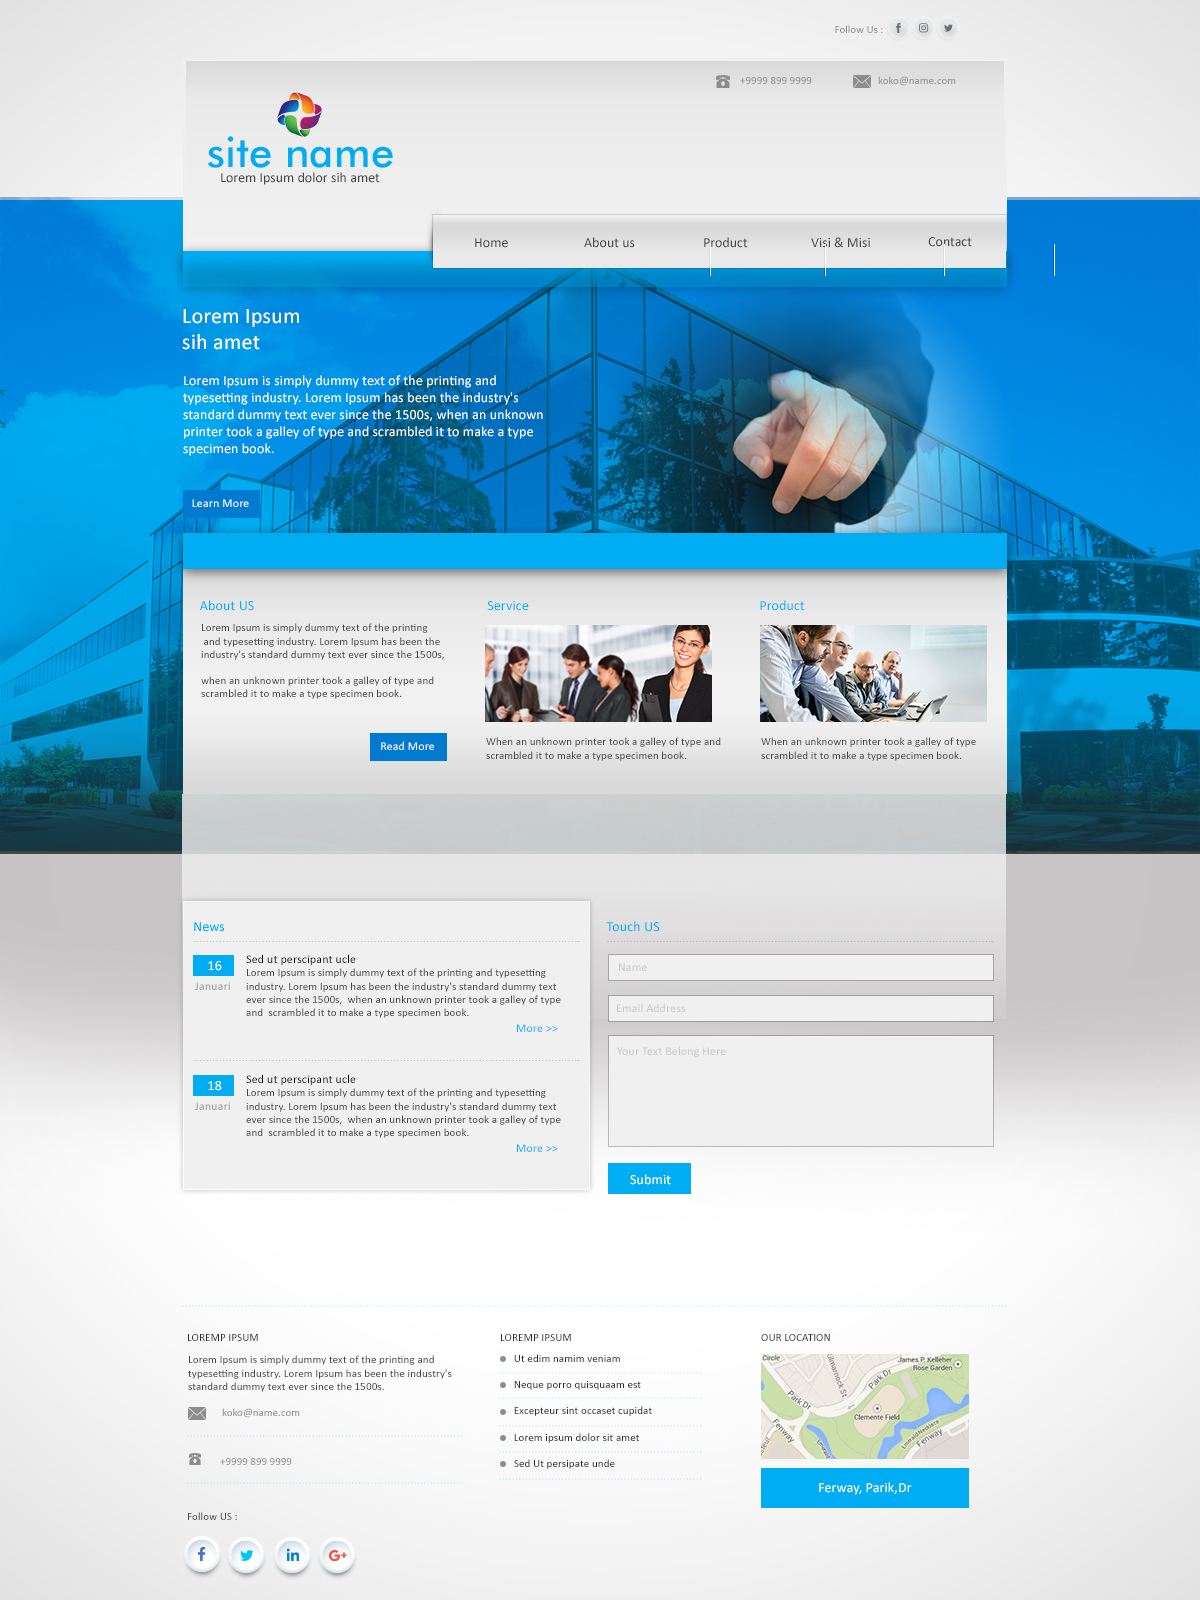 Follow Us :
+9999 899 9999
koko@name.com
site name
Lorem Ipsum dolor sih amet
Home
About us
Product
Visi & Misi
Contact
Lorem Ipsum
sih amet
Lorem Ipsum is simply dummy text of the printing and
typesetting industry. Lorem Ipsum has been the industry's
standard dummy text ever since the 1500s, when an unknown
printer took a galley of type and scrambled it to make a type
specimen book.
Learn More
About US
Lorem Ipsum is simply dummy text of the printing
and typesetting industry. Lorem Ipsum has been the
industry's standard dummy text ever since the 1500s,
when an unknown printer took a galley of type and
scrambled it to make a type specimen book.
Read More
Service
When an unknown printer took a galley of type and
scrambled it to make a type specimen book.
Product
When an unknown printer took a galley of type
scrambled it to make a type specimen book.
News
16
Januari
Sed ut perscipant ucle
Lorem Ipsum is simply dummy text of the printing and typesetting
industry. Lorem Ipsum has been the industry's standard dummy text
ever since the 1500s, when an unknown printer took a galley of type
and scrambled it to make a type specimen book.
More >>
18
Januari
Sed ut perscipant ucle
Lorem Ipsum is simply dummy text of the printing and typesetting
industry. Lorem Ipsum has been the industry's standard dummy text
ever since the 1500s, when an unknown printer took a galley of type
and scrambled it to make a type specimen book.
More >>
Touch US
Name
Email Address
Your Text Belong Here
Submit
LOREMP IPSUM
Lorem Ipsum is simply dummy text of the printing and
typesetting industry. Lorem Ipsum has been the industry's
standard dummy text ever since the 1500s.
koko@name.com
+9999 899 9999
Follow US :
LOREMP IPSUM
Ut edim namim veniam
Neque porro quisquaam est
Excepteur sint occaset cupidat
Lorem ipsum dolor sit amet
Sed Ut persipate unde
OUR LOCATION
Circle
James P. Kelleher
Rose Garden
Park Dr
Park Dr
Clemente Field
Fenway
Emerald Necklace
Fenway
Ferway, Parik,Dr